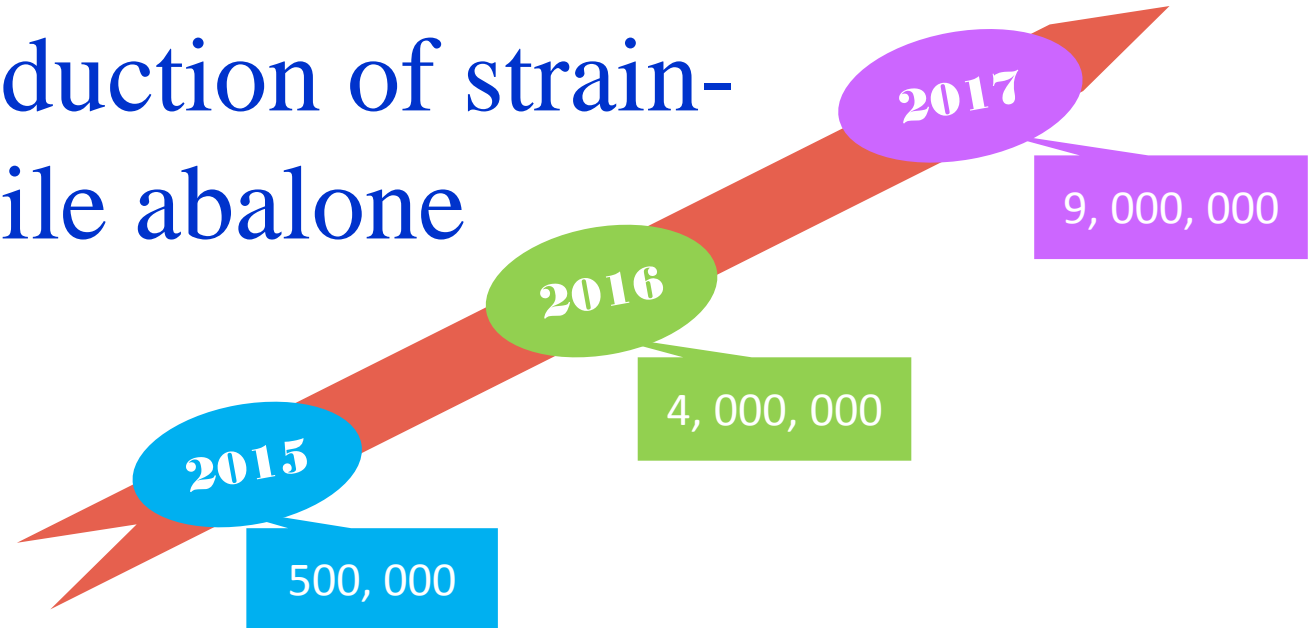 duction of strain-
ile abalone
2017
9, 000, 000
2016
4, 000, 000
2015
500, 000